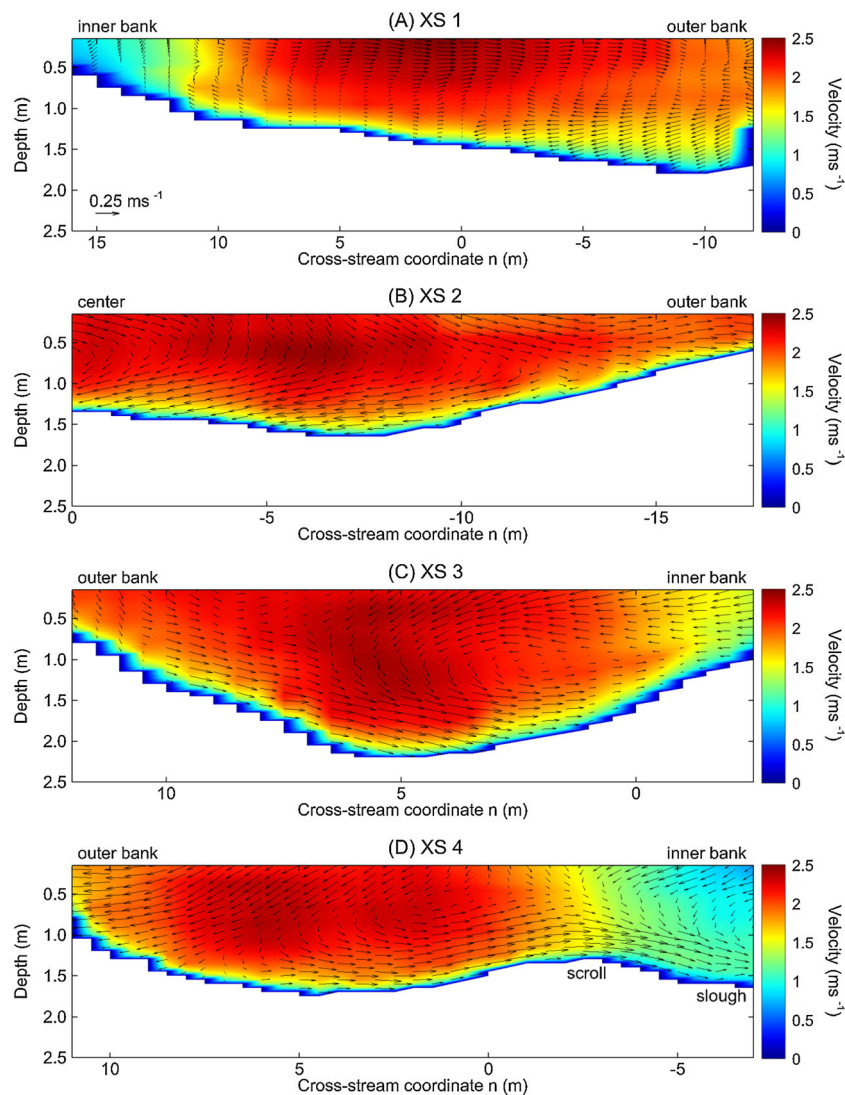 (A) XS 1
inner bank
outer bank
0.5
1.0
1.5
2.0
2.5
Depth (m)
0.25 ms⁻¹
15 10 5 0 -5 -10
Cross-stream coordinate n (m)
2.5
2
1.5
1
0.5
0
Velocity (ms⁻¹)
(B) XS 2
center
outer bank
0.5
1.0
1.5
2.0
2.5
Depth (m)
0 -5 -10 -15
Cross-stream coordinate n (m)
2.5
2
1.5
1
0.5
0
Velocity (ms⁻¹)
(C) XS 3
outer bank
inner bank
0.5
1.0
1.5
2.0
2.5
Depth (m)
10 5 0
Cross-stream coordinate n (m)
2.5
2
1.5
1
0.5
0
Velocity (ms⁻¹)
(D) XS 4
outer bank
inner bank
0.5
1.0
1.5
2.0
2.5
Depth (m)
scroll
slough
10 5 0 -5
Cross-stream coordinate n (m)
2.5
2
1.5
1
0.5
0
Velocity (ms⁻¹)